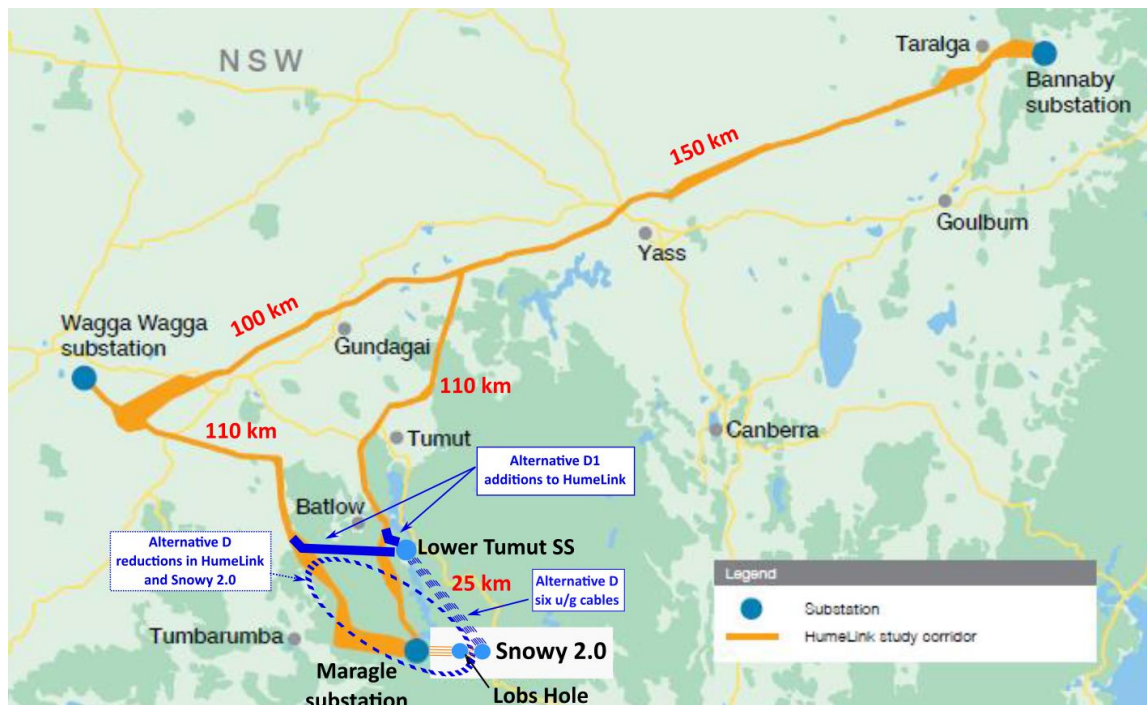 NSW
Taralga
Bannaby
substation
150 km
Goulburn
Yass
100 km
Wagga Wagga
substation
Gundagai
110 km
110 km
Tumut
Canberra
Alternative D1
additions to HumeLink
Batlow
Alternative D
reductions in HumeLink
and Snowy 2.0
Lower Tumut SS
25 km
Alternative D
six u/g cables
Legend
Substation
HumeLink study corridor
Tumbarumba
Snowy 2.0
Maragle
substation
Lobs Hole